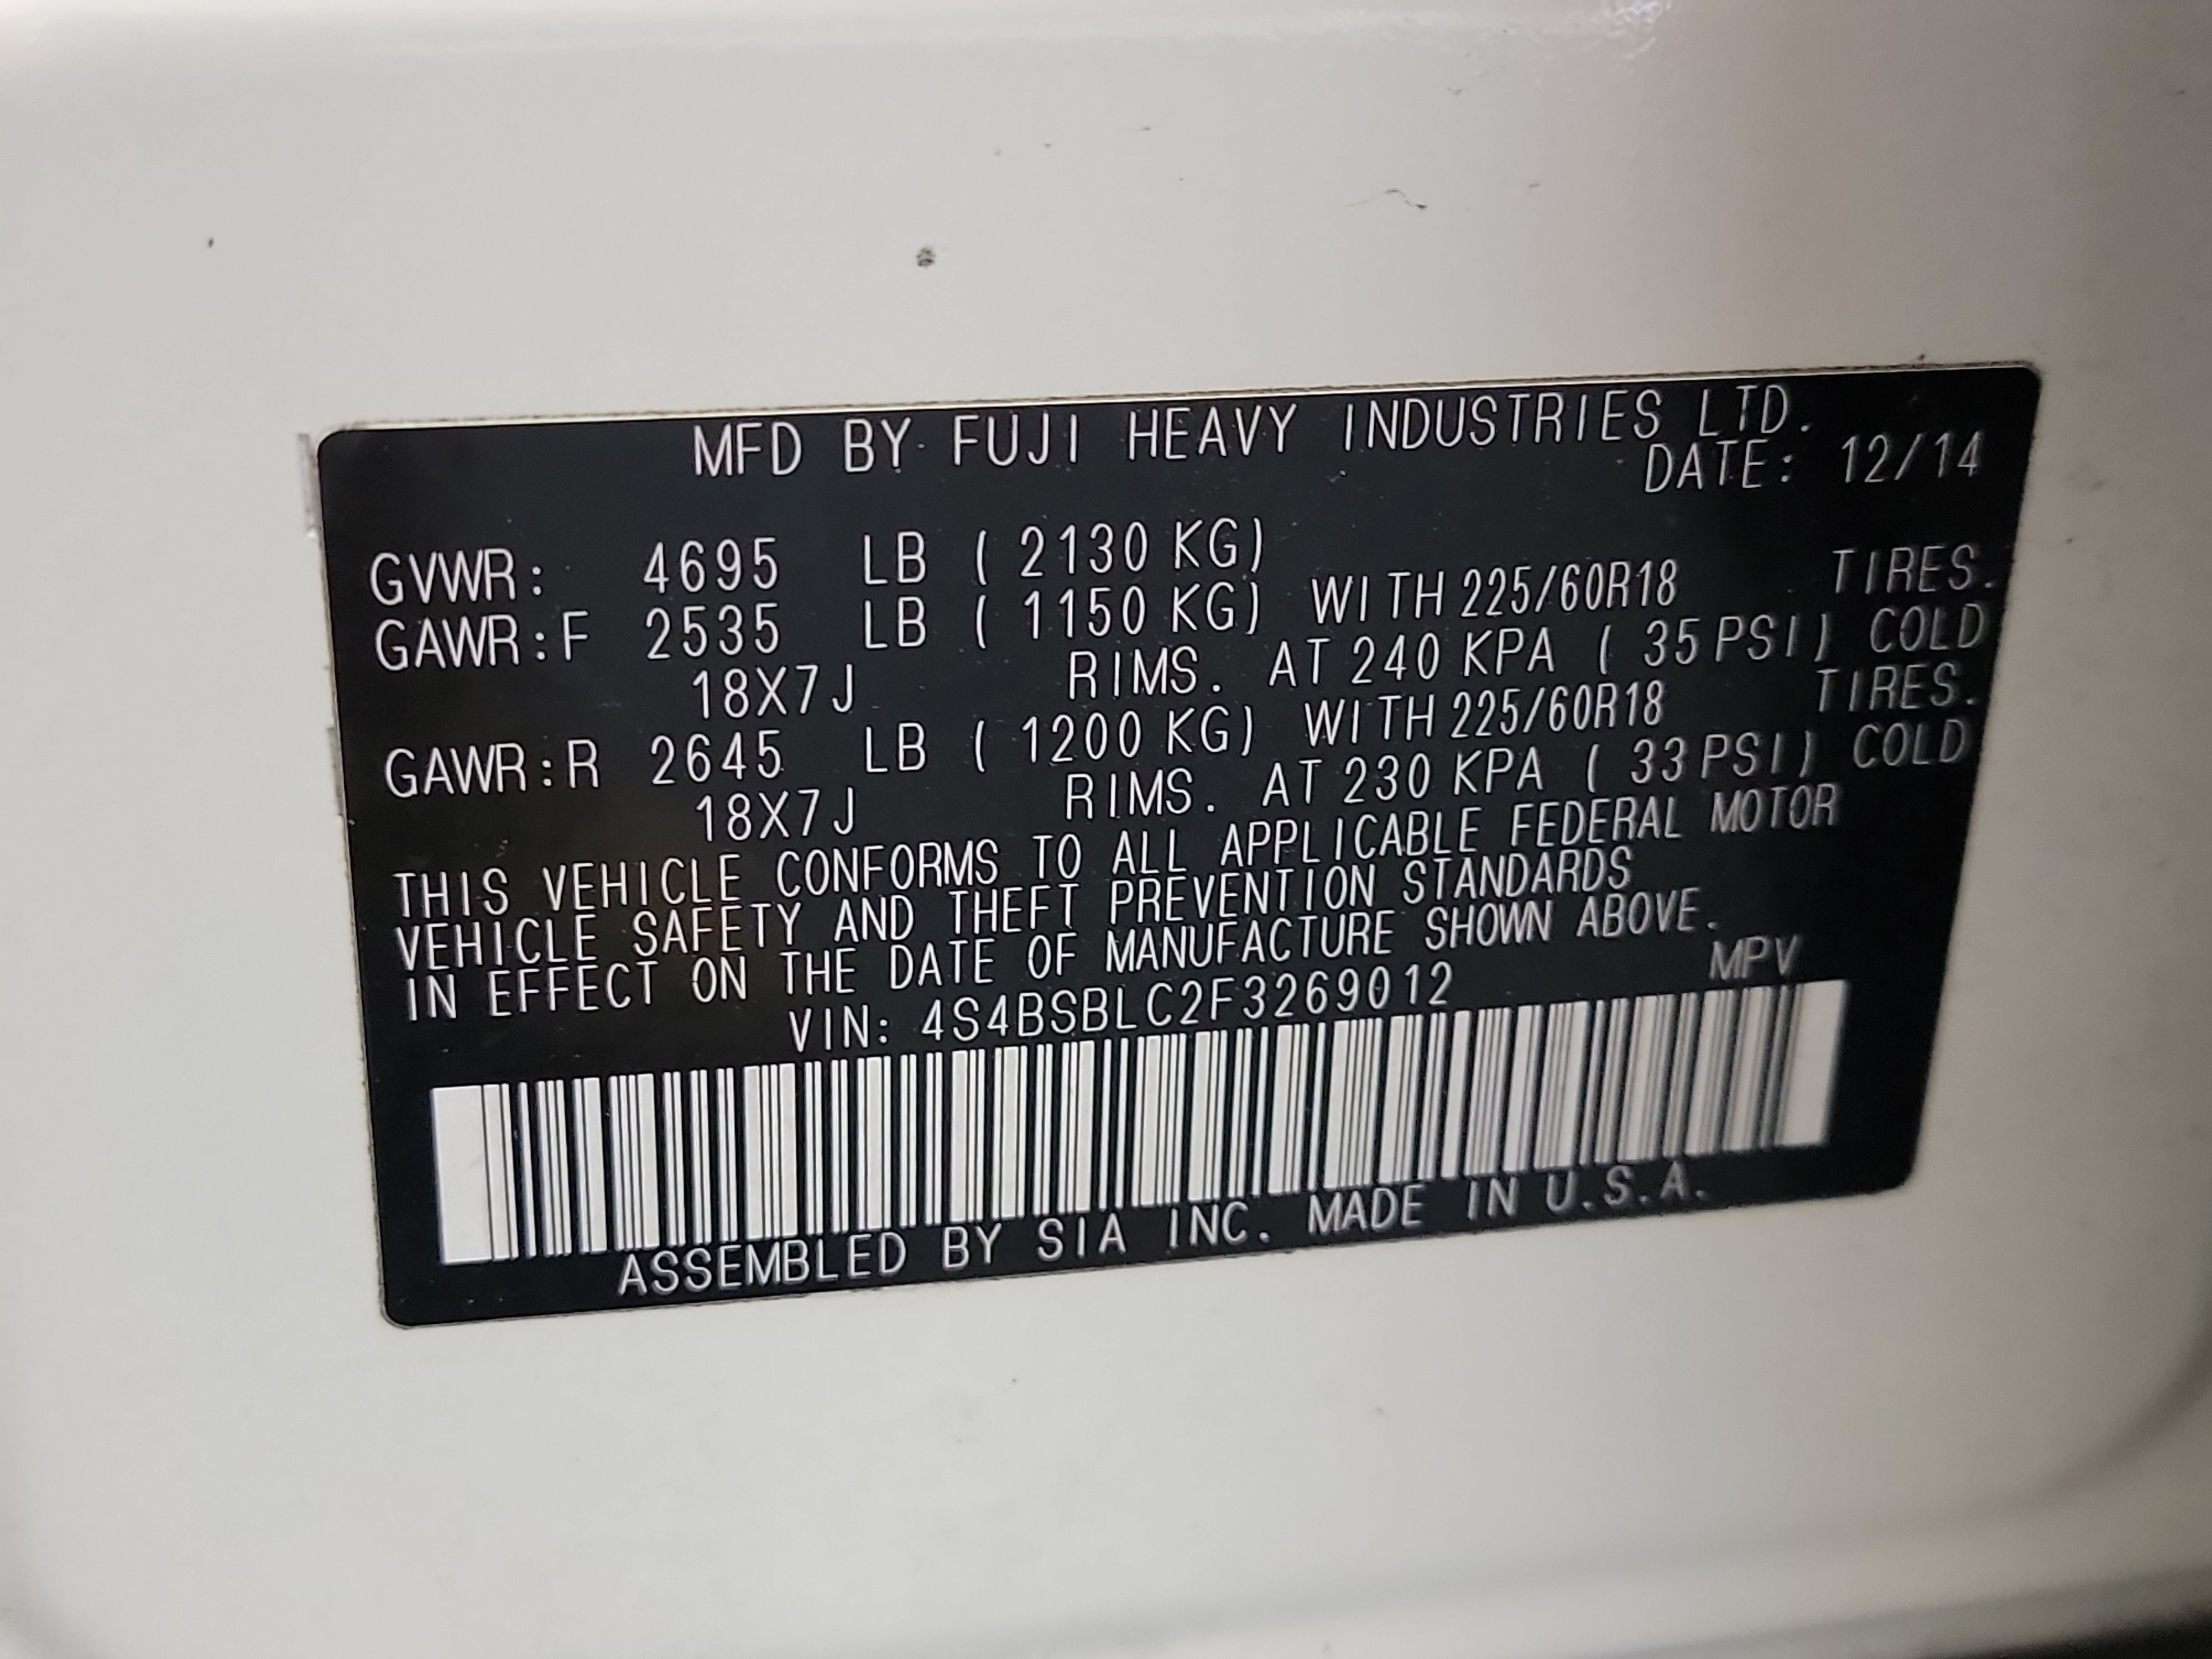 MFD BY FUJI HEAVY INDUSTRIES LTD.
DATE: 12/14
GVWR: 4695 LB ( 2130 KG)
GAWR:F 2535 LB ( 1150 KG) WITH 225/60R18 TIRES.
18X7J RIMS. AT 240 KPA ( 35 PSI) COLD
GAWR:R 2645 LB ( 1200 KG) WITH 225/60R18 TIRES.
18X7J RIMS. AT 230 KPA ( 33 PSI) COLD
THIS VEHICLE CONFORMS TO ALL APPLICABLE FEDERAL MOTOR
VEHICLE SAFETY AND THEFT PREVENTION STANDARDS
IN EFFECT ON THE DATE OF MANUFACTURE SHOWN ABOVE.
VIN: 4S4BSBLC2F3269012 MPV
ASSEMBLED BY SIA INC. MADE IN U.S.A.